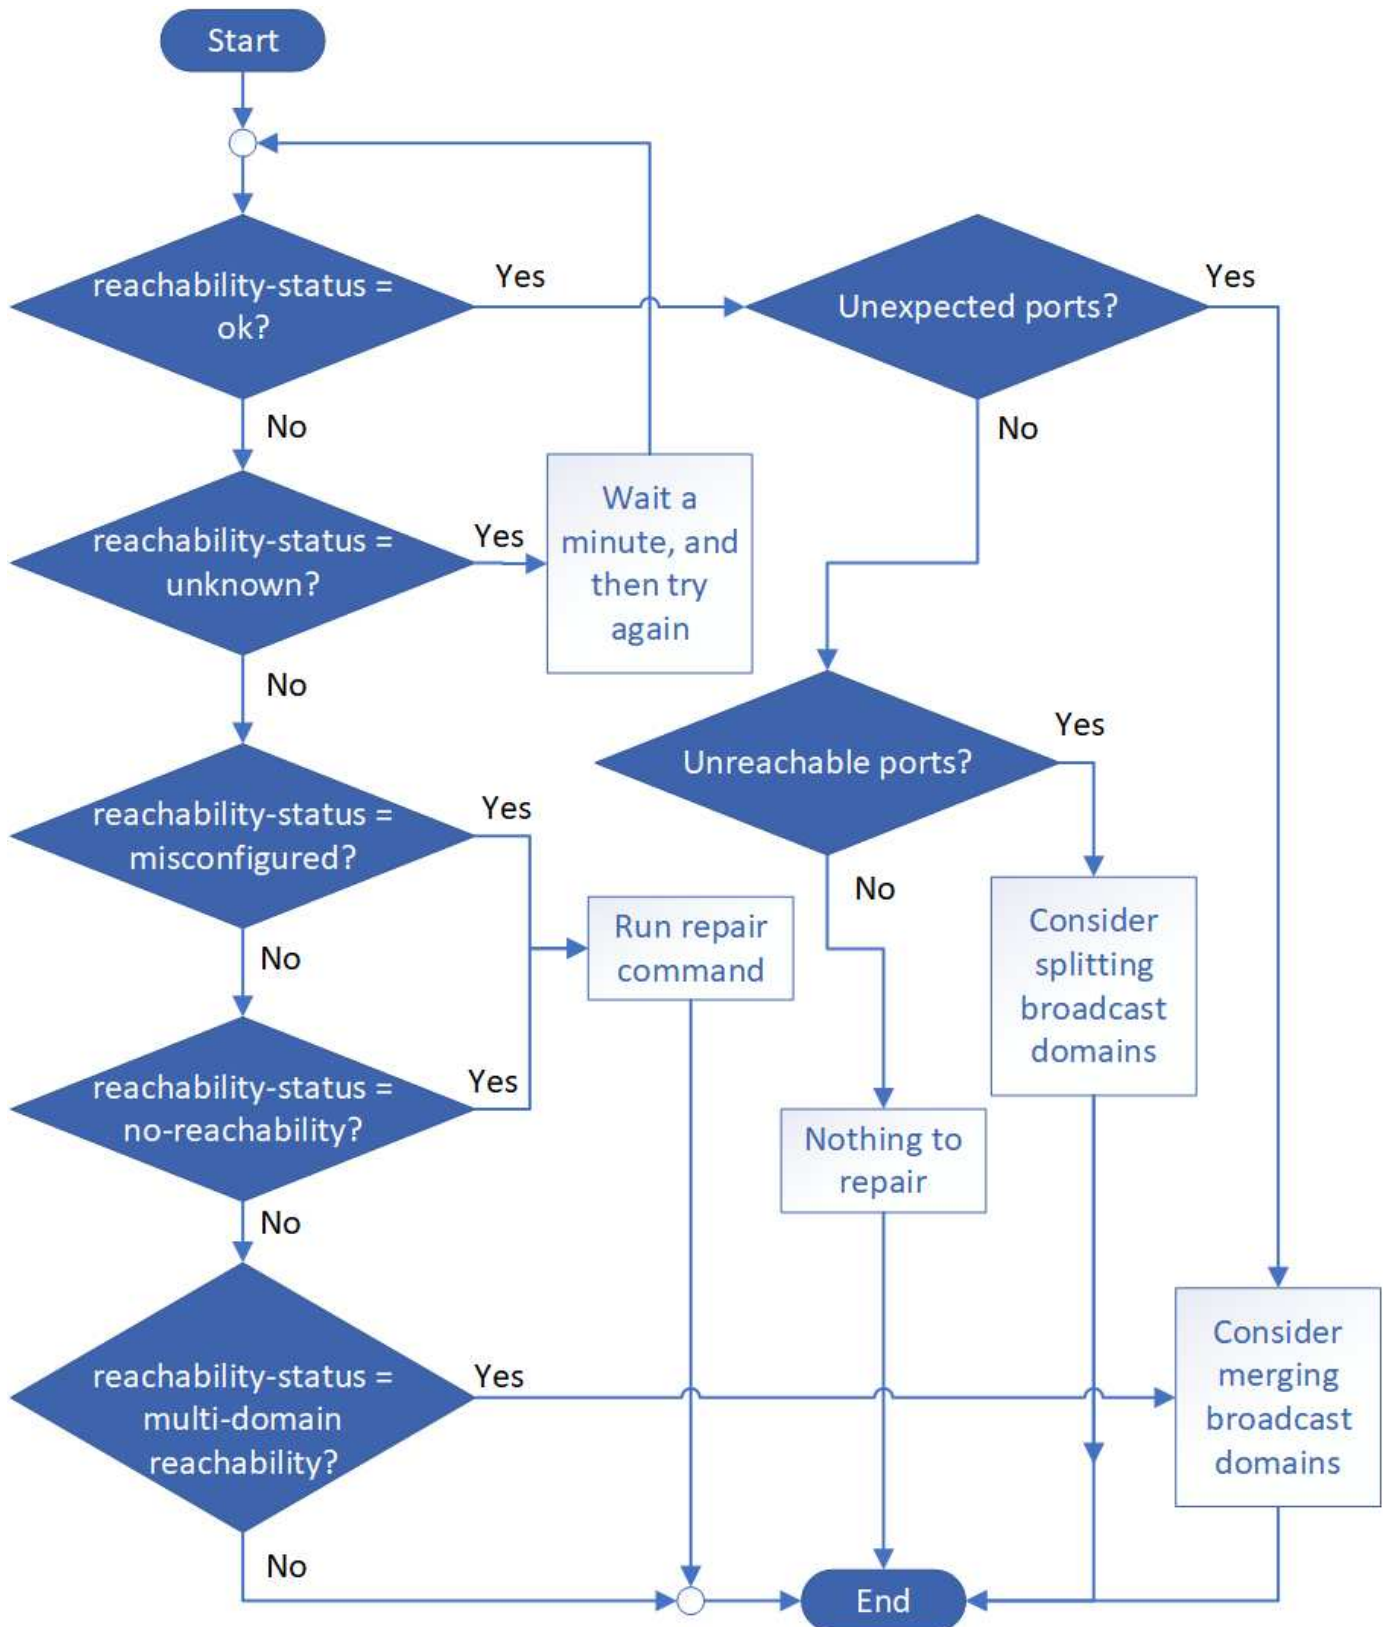 Start
reachability-status =
ok?
Yes
Unexpected ports?
Yes
No
No
reachability-status =
unknown?
Yes
Wait a
minute, and
then try
again
No
Unreachable ports?
Yes
reachability-status =
misconfigured?
Yes
No
Run repair
command
Consider
splitting
broadcast
domains
No
reachability-status =
no-reachability?
Yes
Nothing to
repair
No
reachability-status =
multi-domain
reachability?
Yes
Consider
merging
broadcast
domains
No
End